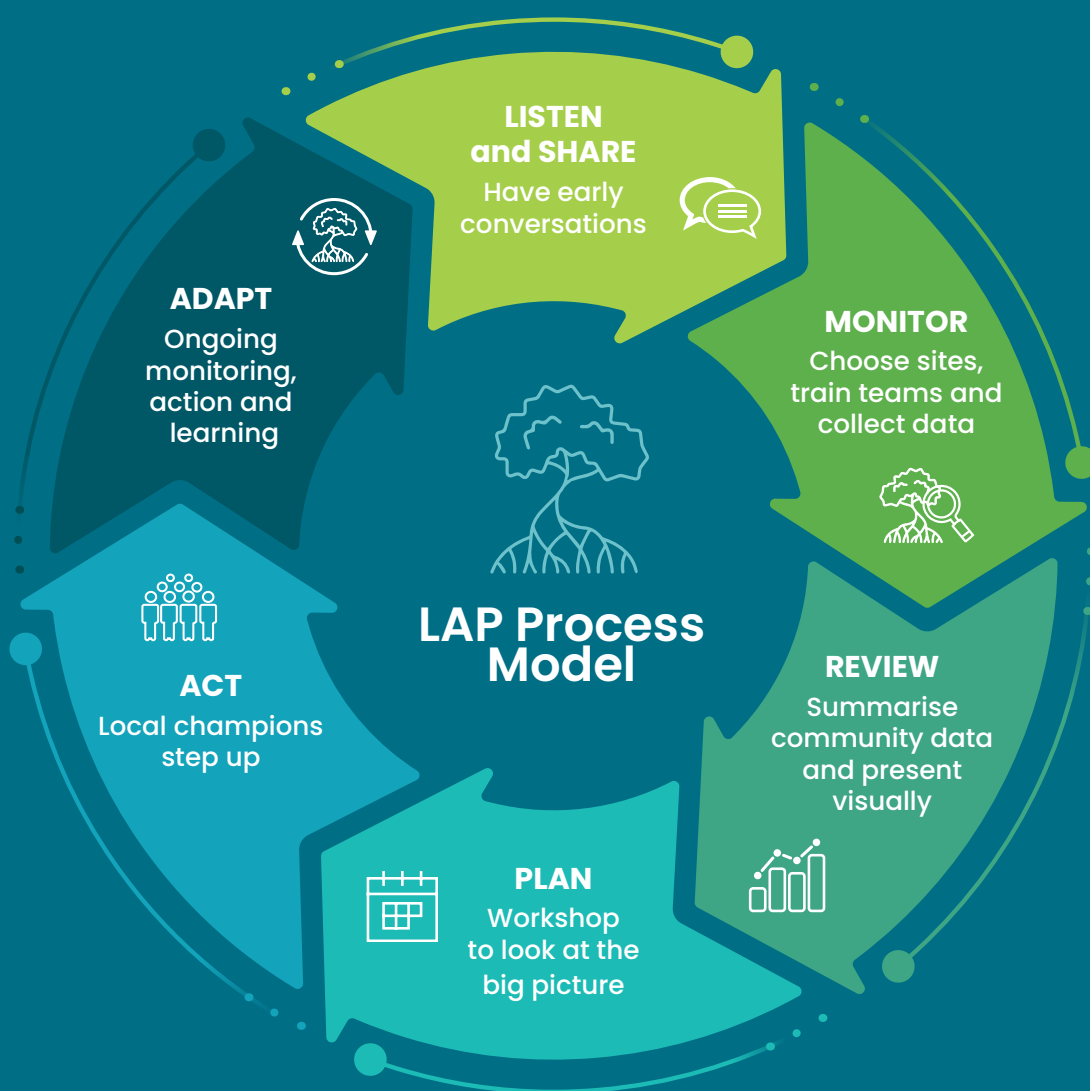 LISTEN
and SHARE
Have early
conversations
MONITOR
Choose sites,
train teams and
collect data
REVIEW
Summarise
community data
and present
visually
PLAN
Workshop
to look at the
big picture
ACT
Local champions
step up
ADAPT
Ongoing
monitoring,
action and
learning
LAP Process
Model